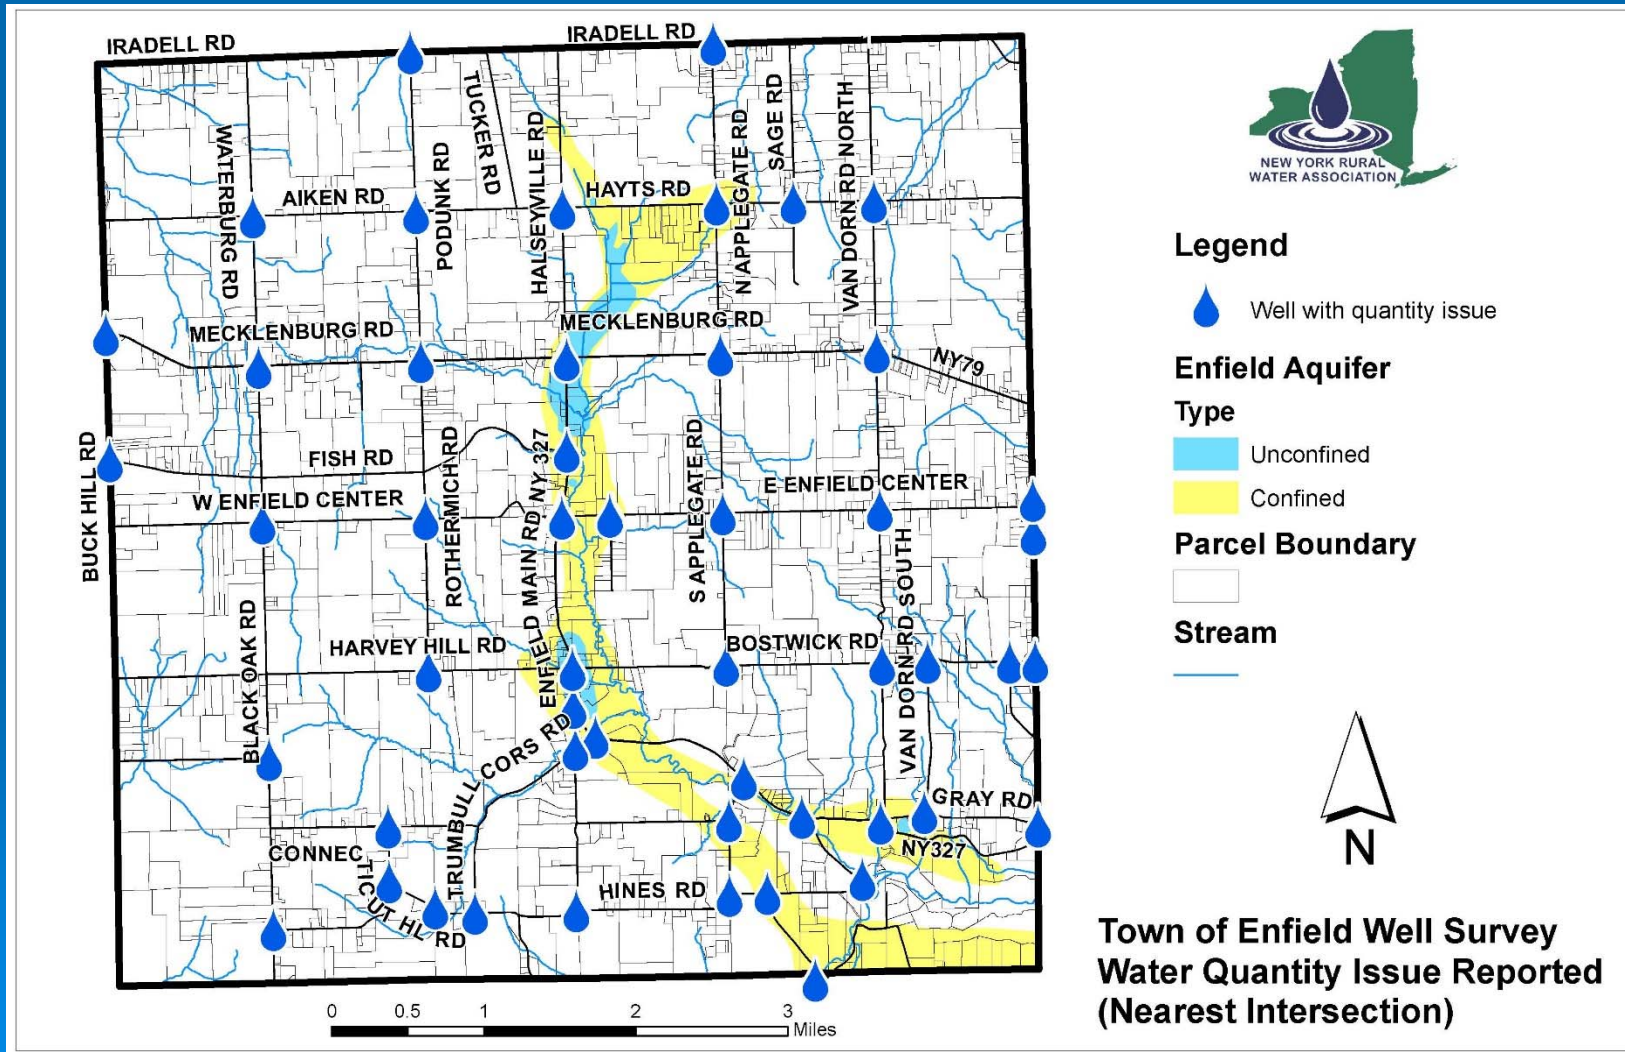 IRADELL RD
IRADELL RD
TUCKER RD
SAGE RD
WATERBURG RD
PODUNK RD
HALSEYVILLE RD
N APPLEGATE RD
VAN DORN RD NORTH
AIKEN RD
HAYTS RD
MECKLENBURG RD
MECKLENBURG RD
NY79
BUCK HILL RD
FISH RD
ROTHERMICH RD
NY 327
S APPLEGATE RD
W ENFIELD CENTER
E ENFIELD CENTER
ENFIELD MAIN RD
VAN DORN RD SOUTH
BLACK OAK RD
HARVEY HILL RD
BOSTWICK RD
TRUMBULL CORS RD
GRAY RD
NY327
CONNECTICUT HL RD
HINES RD
0 0.5 1 2 3
Miles
NEW YORK RURAL
WATER ASSOCIATION
Legend
Well with quantity issue
Enfield Aquifer
Type
Unconfined
Confined
Parcel Boundary
Stream
N
Town of Enfield Well Survey
Water Quantity Issue Reported
(Nearest Intersection)